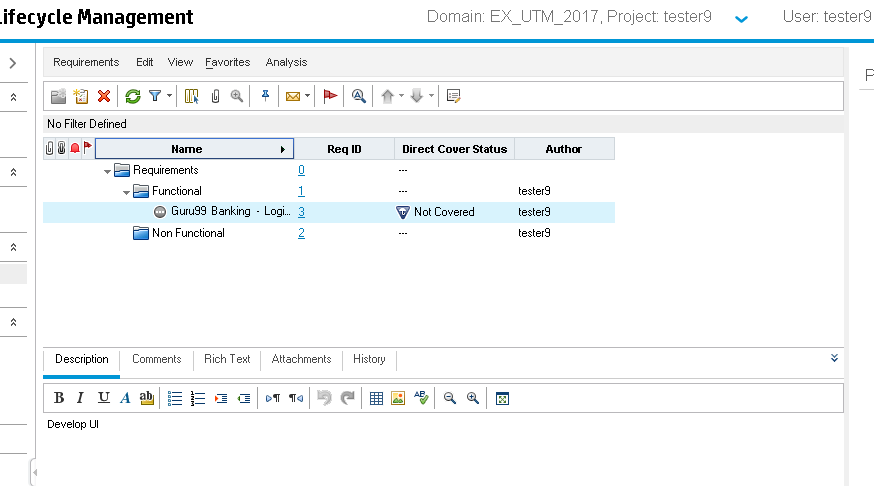 Lifecycle Management Domain: EX_UTM_2017, Project: tester9 User: tester9
Requirements Edit View Favorites Analysis
No Filter Defined
Name Req ID Direct Cover Status Author
Requirements 0 ---
Functional 1 --- tester9
Guru99 Banking - Logi... 3 Not Covered tester9
Non Functional 2 --- tester9
Description Comments Rich Text Attachments History
B I U A ab
Develop UI